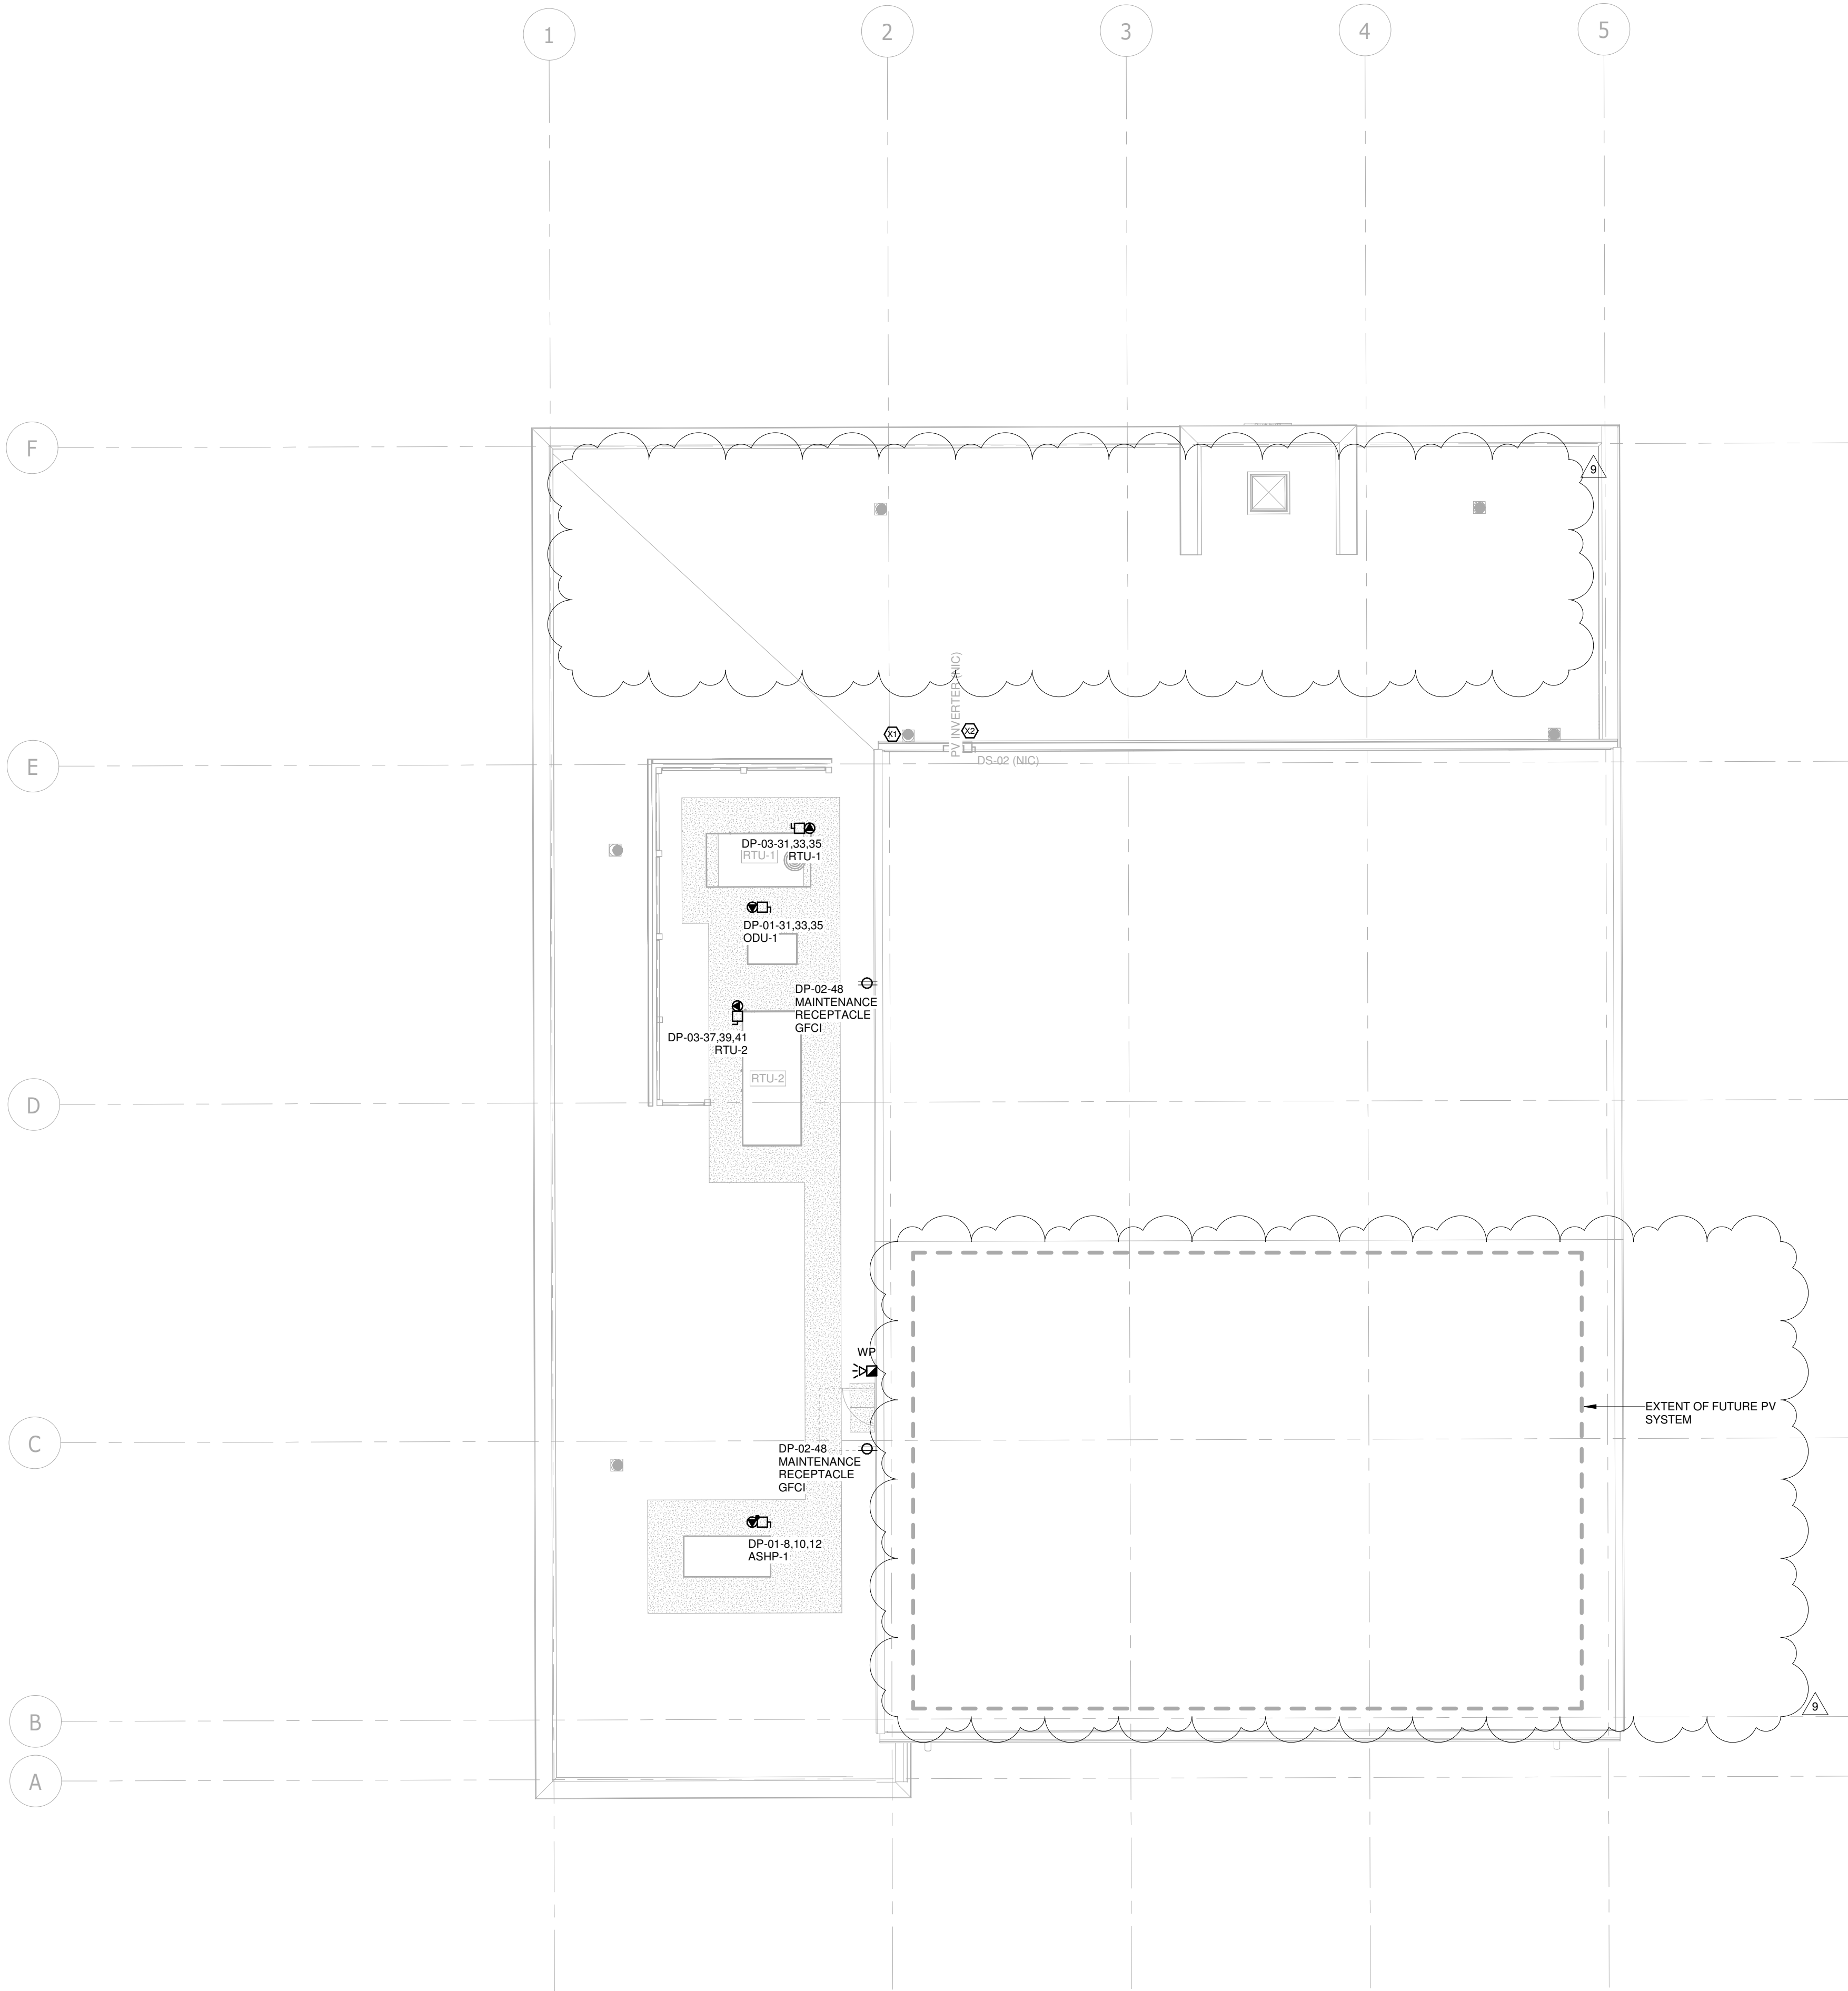 1
2
3
4
5
F
9
PV INVERTER (NIC)
X1
X2
E
DS-02 (NIC)
DP-03-31,33,35
RTU-1
RTU-1
DP-01-31,33,35
ODU-1
DP-02-48
MAINTENANCE
RECEPTACLE
GFCI
DP-03-37,39,41
RTU-2
RTU-2
D
WP
EXTENT OF FUTURE PV
SYSTEM
C
DP-02-48
MAINTENANCE
RECEPTACLE
GFCI
DP-01-8,10,12
ASHP-1
9
B
A